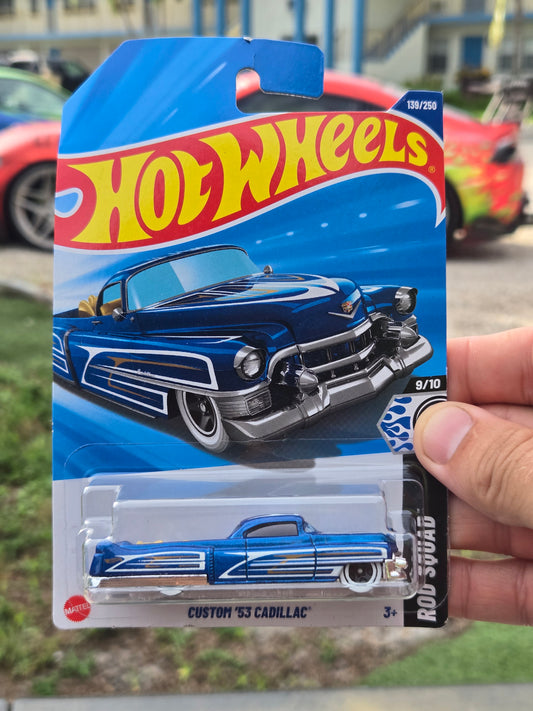 139/250
HOT WHEELS®
9/10
ROD SQUAD
MATTEL
CUSTOM '53 CADILLAC
3+